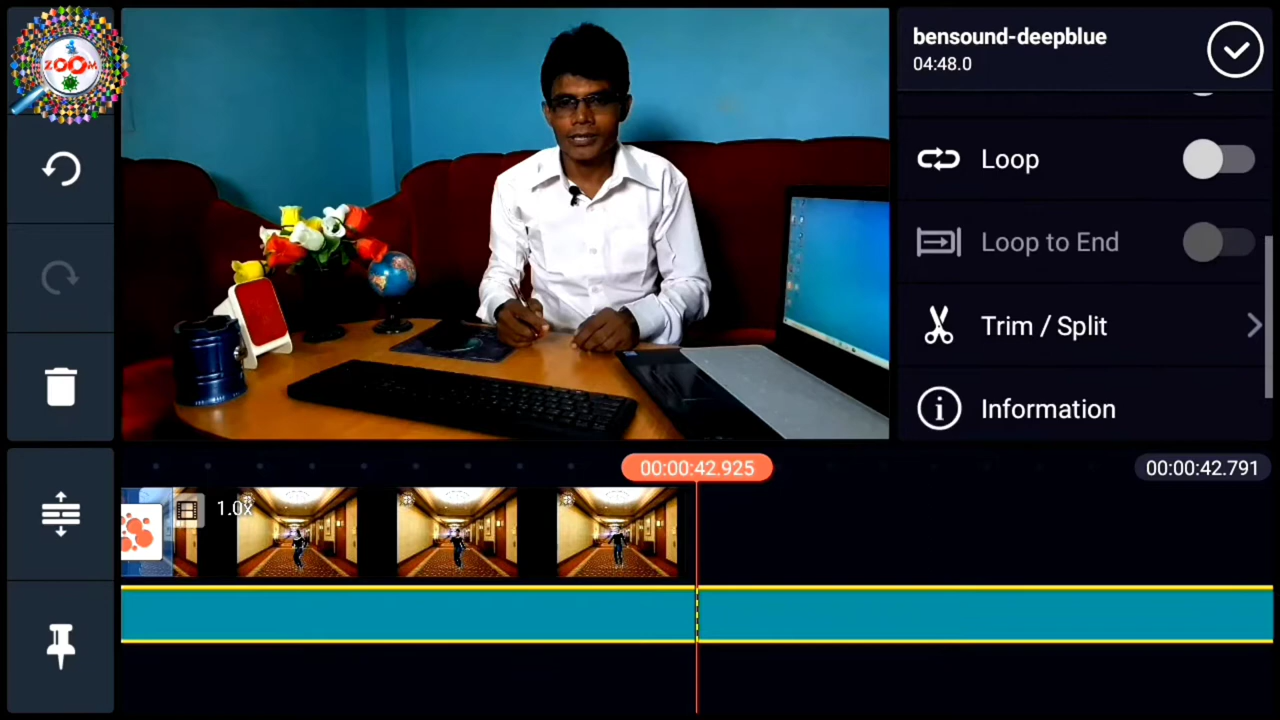 ZOOM
bensound-deepblue
04:48.0
Loop
Loop to End
Trim / Split
Information
00:00:42.925
00:00:42.791
1.0x